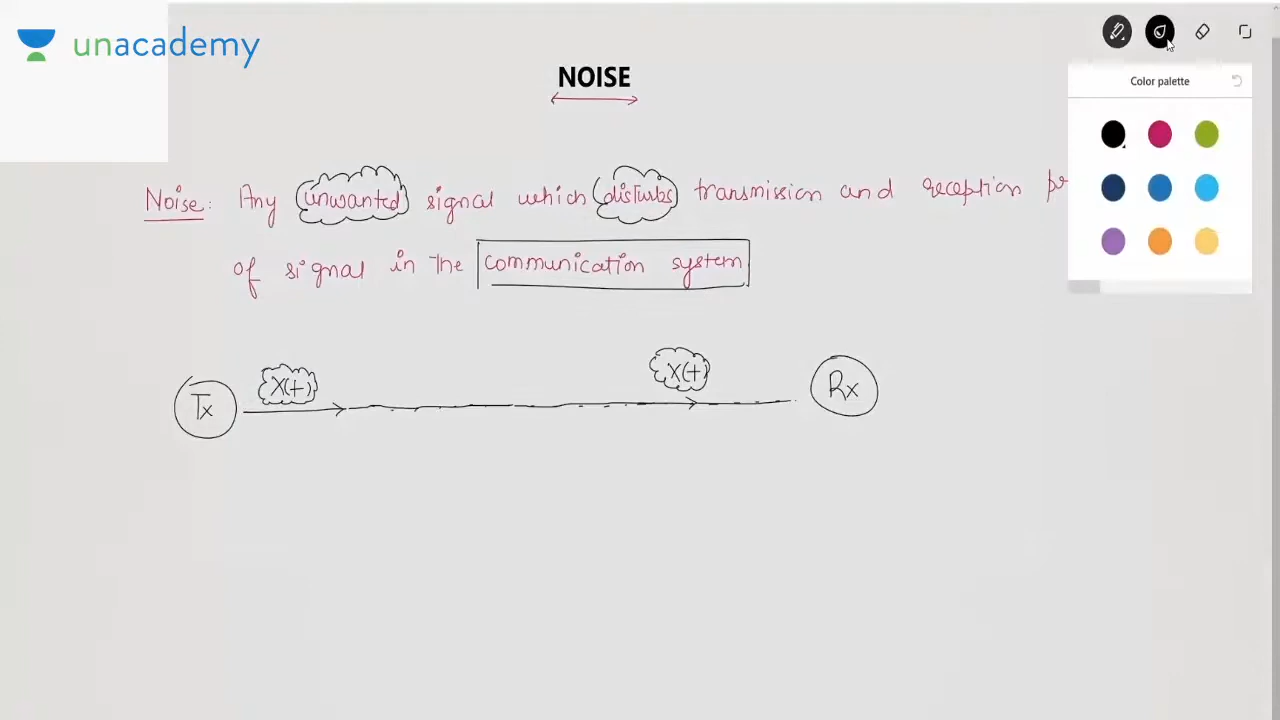 unacademy
NOISE
Color palette
Noise: Any unwanted signal which disturbs transmission and reception
of signal in the communication system
X(t) X(t)
Tx Rx